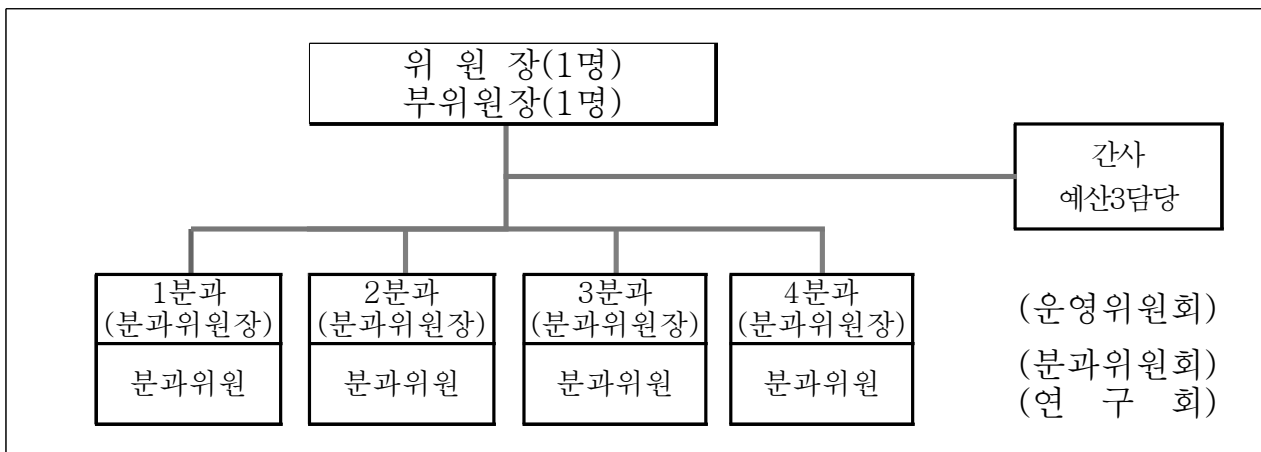 위 원 장(1명)
부위원장(1명)
간사
예산3담당
1분과
(분과위원장)
분과위원
2분과
(분과위원장)
분과위원
3분과
(분과위원장)
분과위원
4분과
(분과위원장)
분과위원
(운영위원회)
(분과위원회)
(연 구 회)